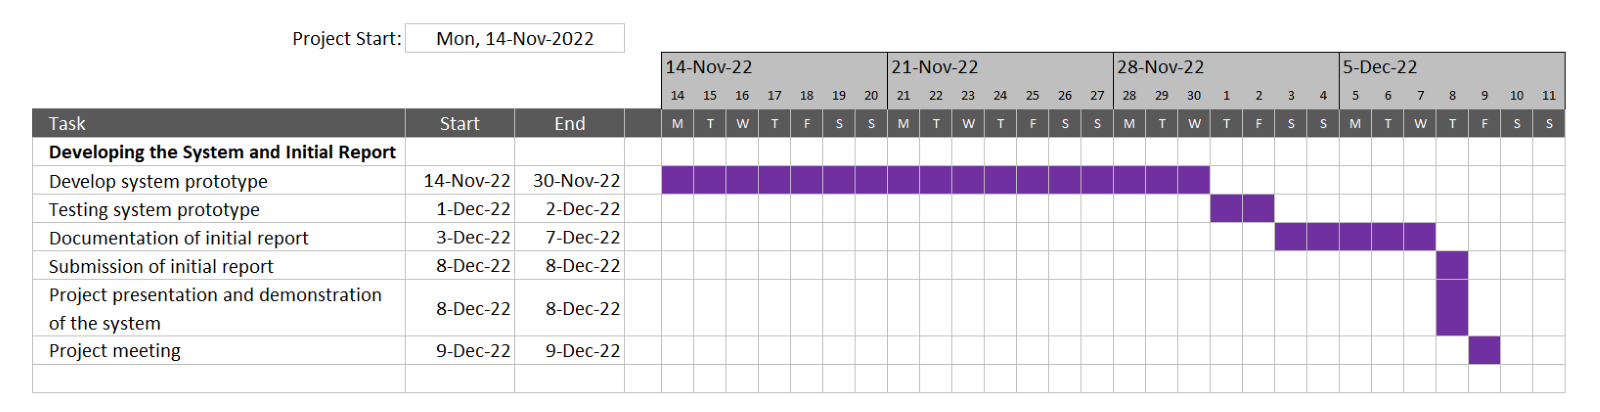 Project Start: Mon, 14-Nov-2022
14-Nov-22 21-Nov-22 28-Nov-22 5-Dec-22
14 15 16 17 18 19 20 21 22 23 24 25 26 27 28 29 30 1 2 3 4 5 6 7 8 9 10 11
Task Start End M T W T F S S M T W T F S S M T W T F S S M T W T F S S
Developing the System and Initial Report
Develop system prototype 14-Nov-22 30-Nov-22
Testing system prototype 1-Dec-22 2-Dec-22
Documentation of initial report 3-Dec-22 7-Dec-22
Submission of initial report 8-Dec-22 8-Dec-22
Project presentation and demonstration
of the system 8-Dec-22 8-Dec-22
Project meeting 9-Dec-22 9-Dec-22